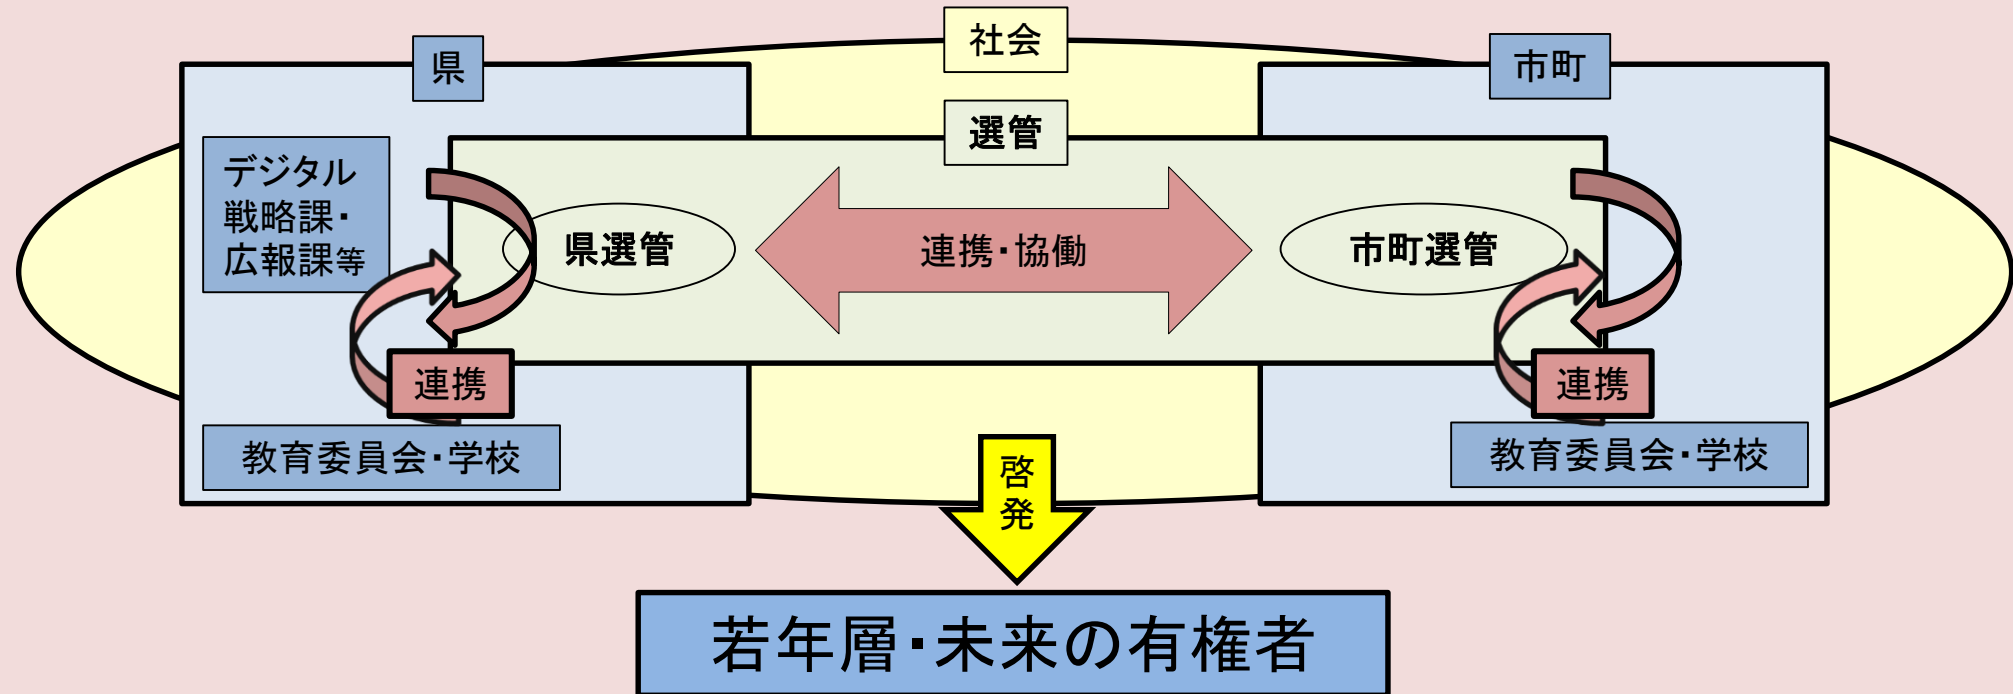 社会
県
市町
選管
デジタル
戦略課・
広報課等
県選管
連携・協働
市町選管
連携
連携
教育委員会・学校
教育委員会・学校
啓
発
若年層・未来の有権者